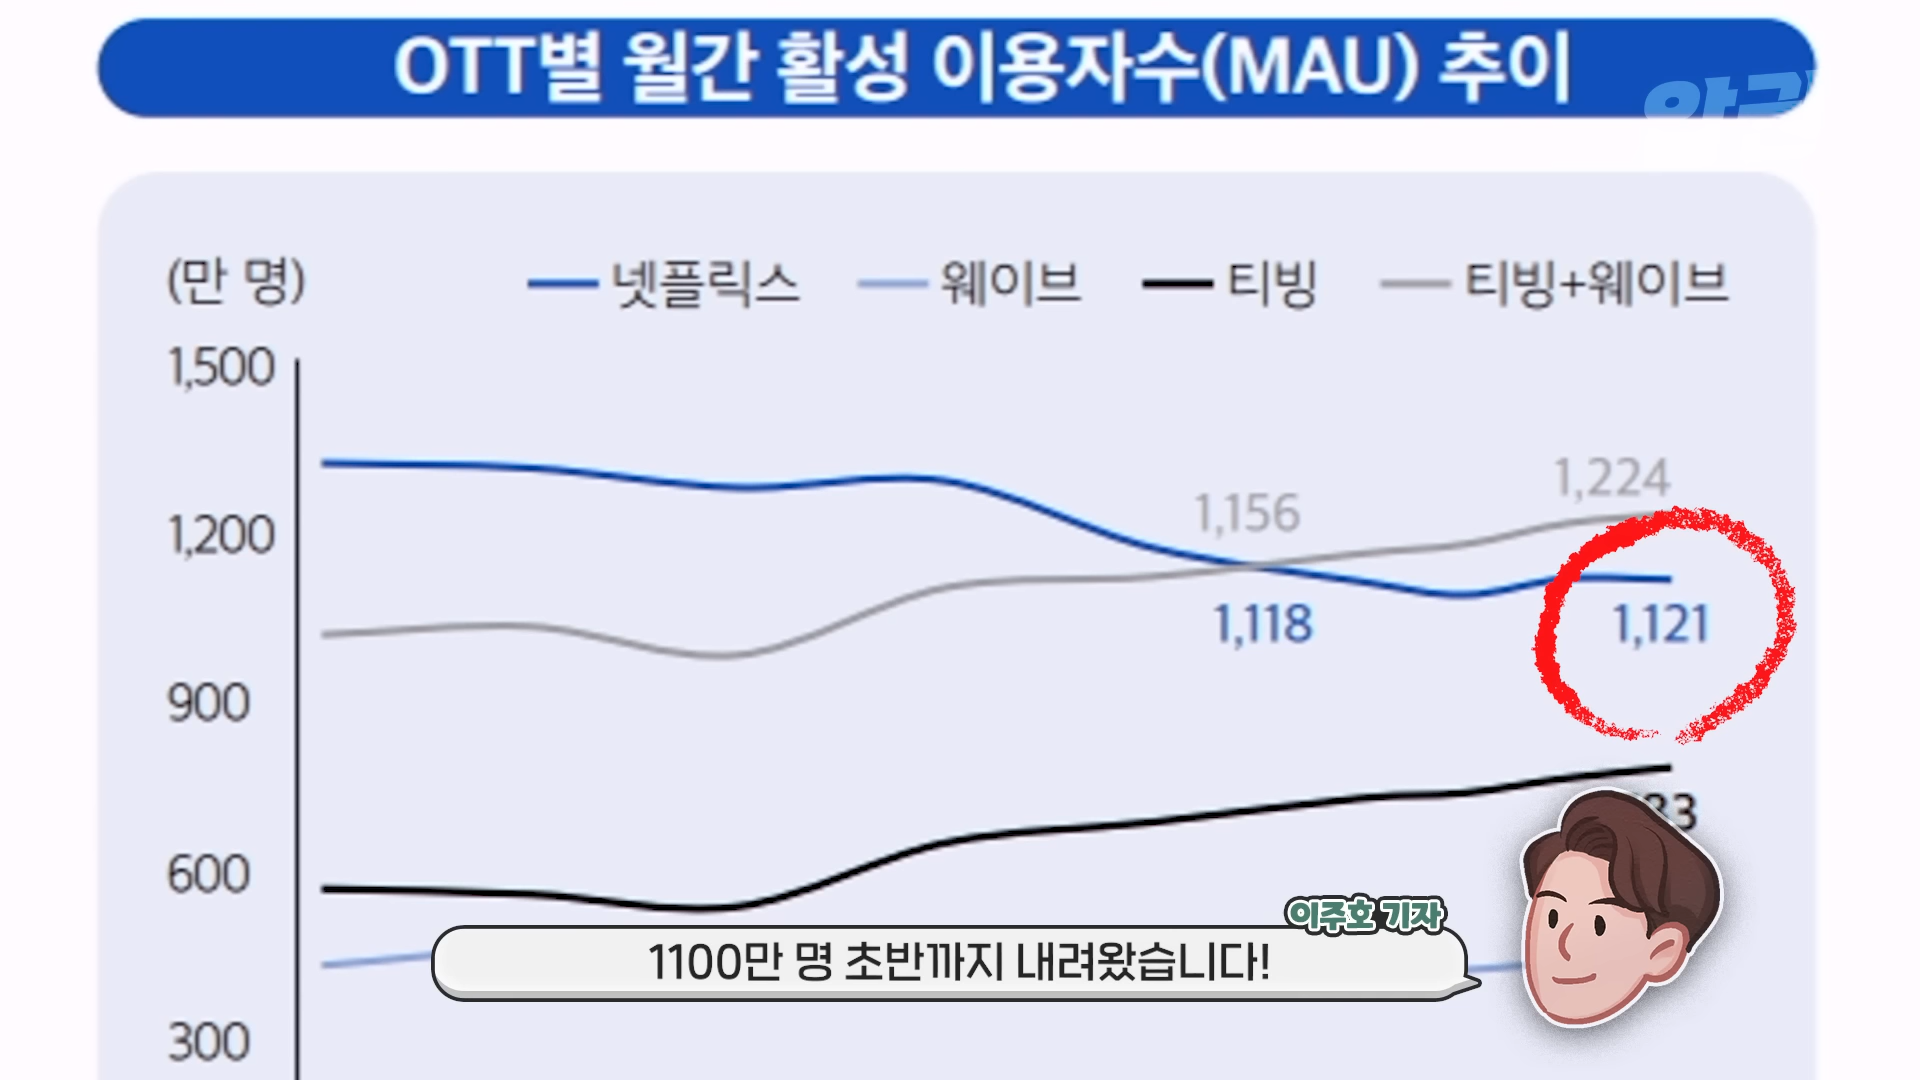 OTT별 월간 활성 이용자수(MAU) 추이
(만 명)
넷플릭스 웨이브 티빙 티빙+웨이브
1,500
1,224
1,156
1,200
1,118
1,121
900
600
이주호 기자
1100만 명 초반까지 내려왔습니다!
300